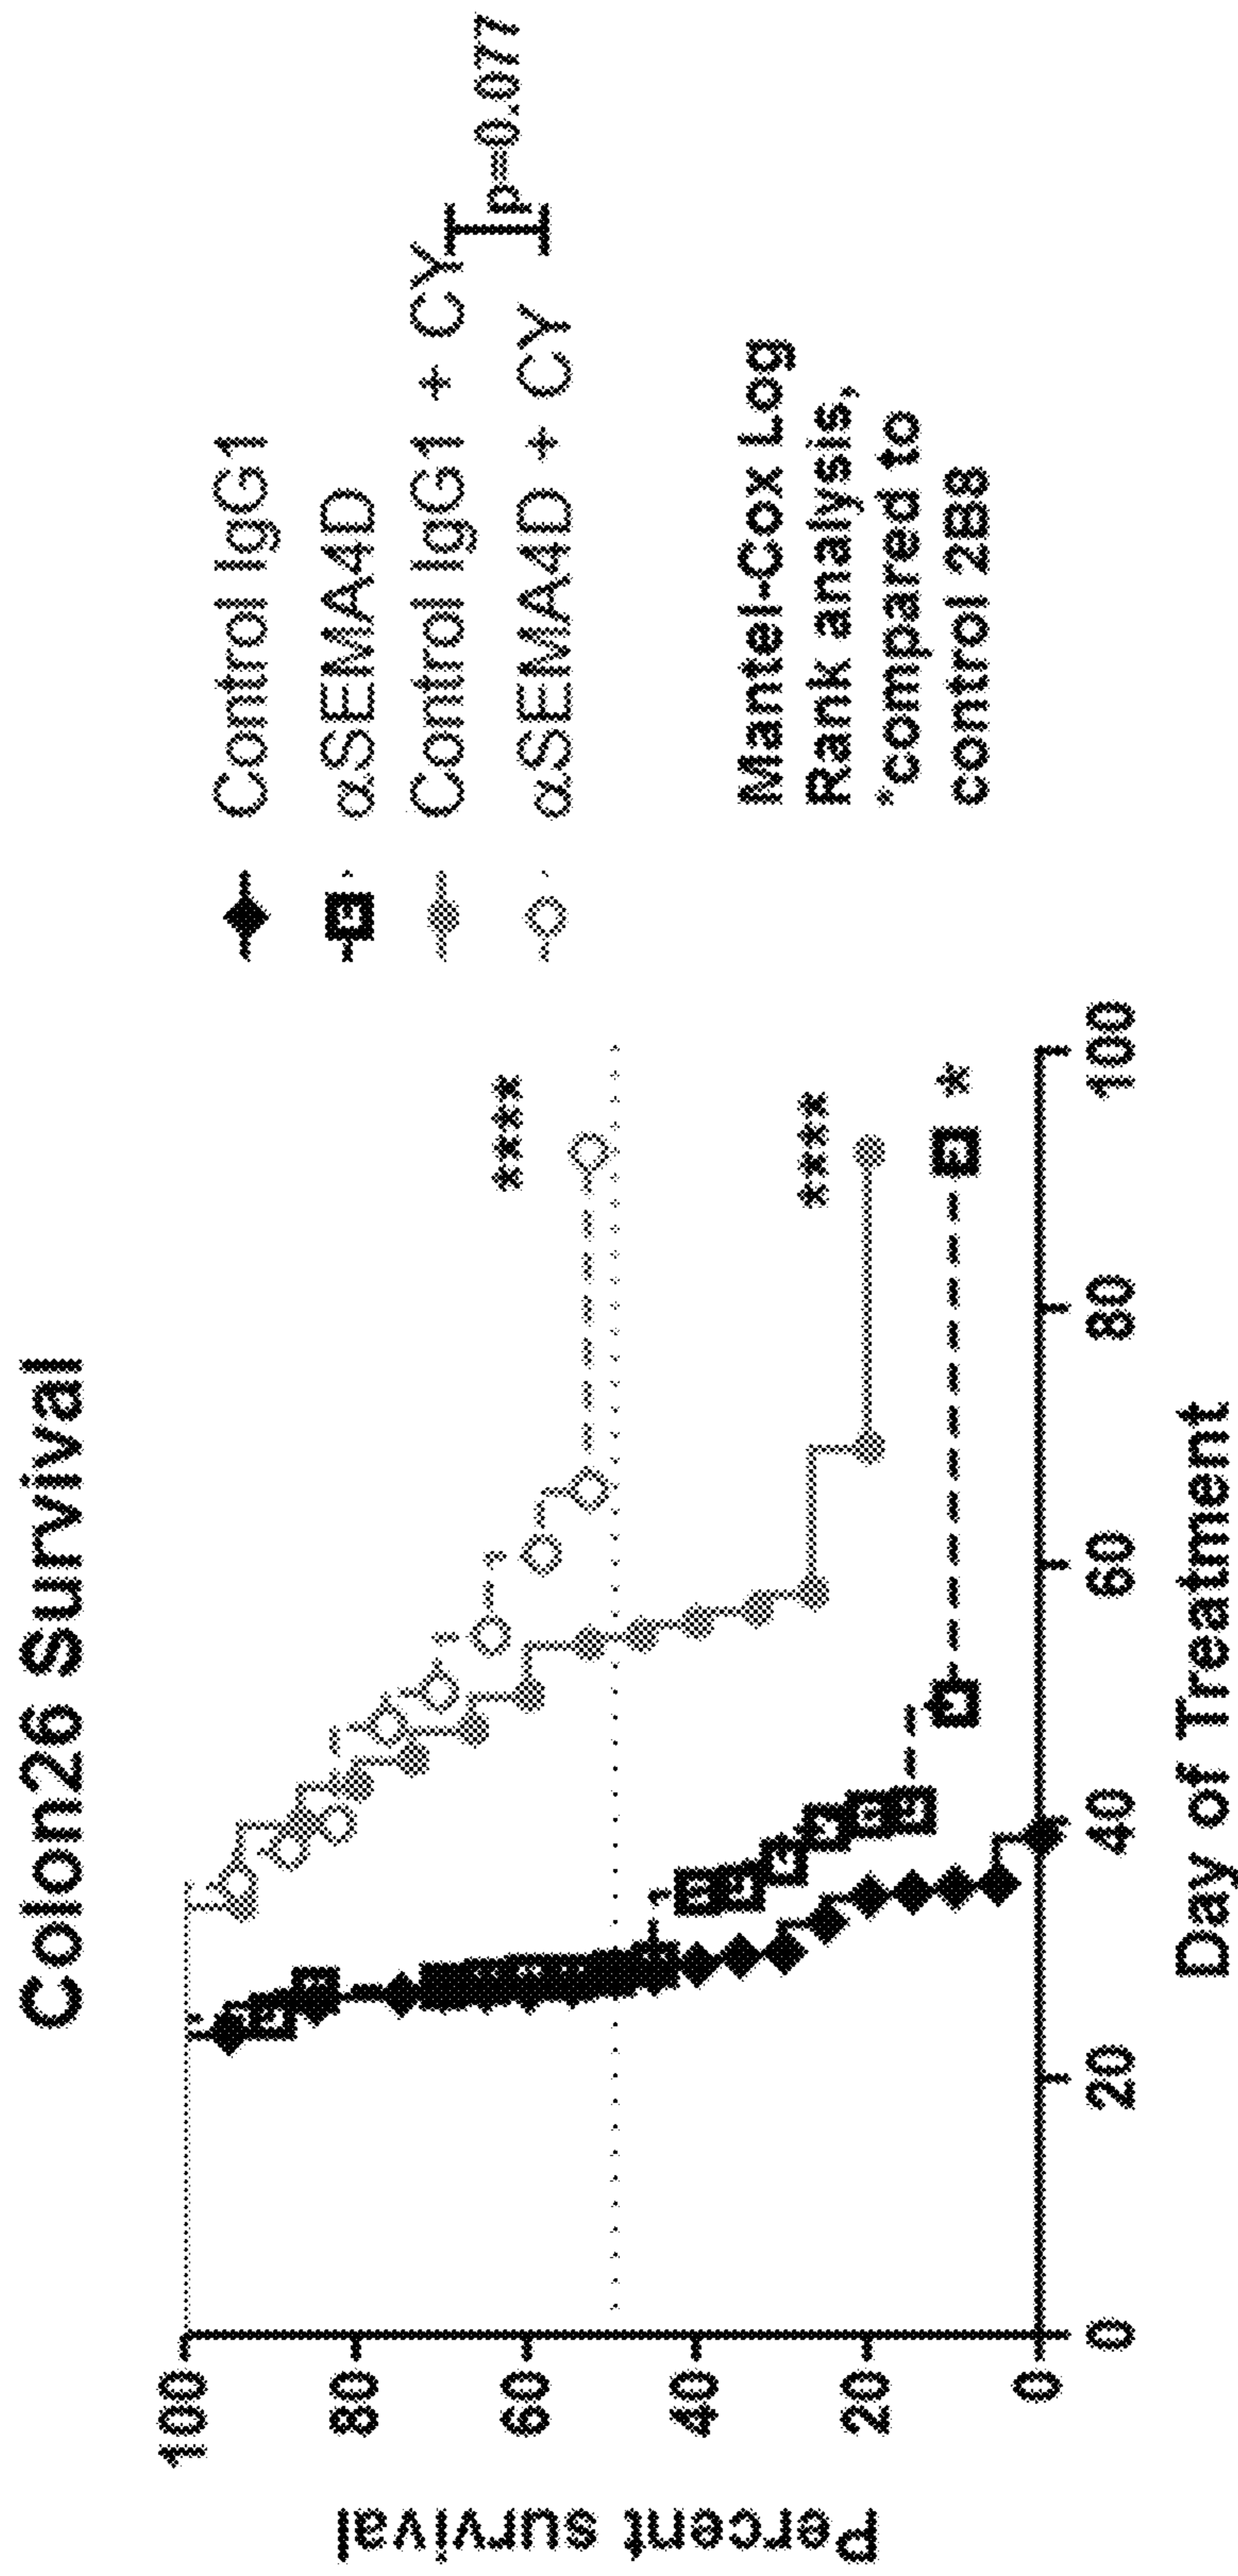 Colon26 Survival
Percent survival
100
80
60
40
20
0
0
20
40
60
80
100
Day of Treatment
****
****
*
Control IgG1
αSEMA4D
Control IgG1 + CY
αSEMA4D + CY
p=0.077
Mantel-Cox Log
Rank analysis,
*compared to
control 2B8